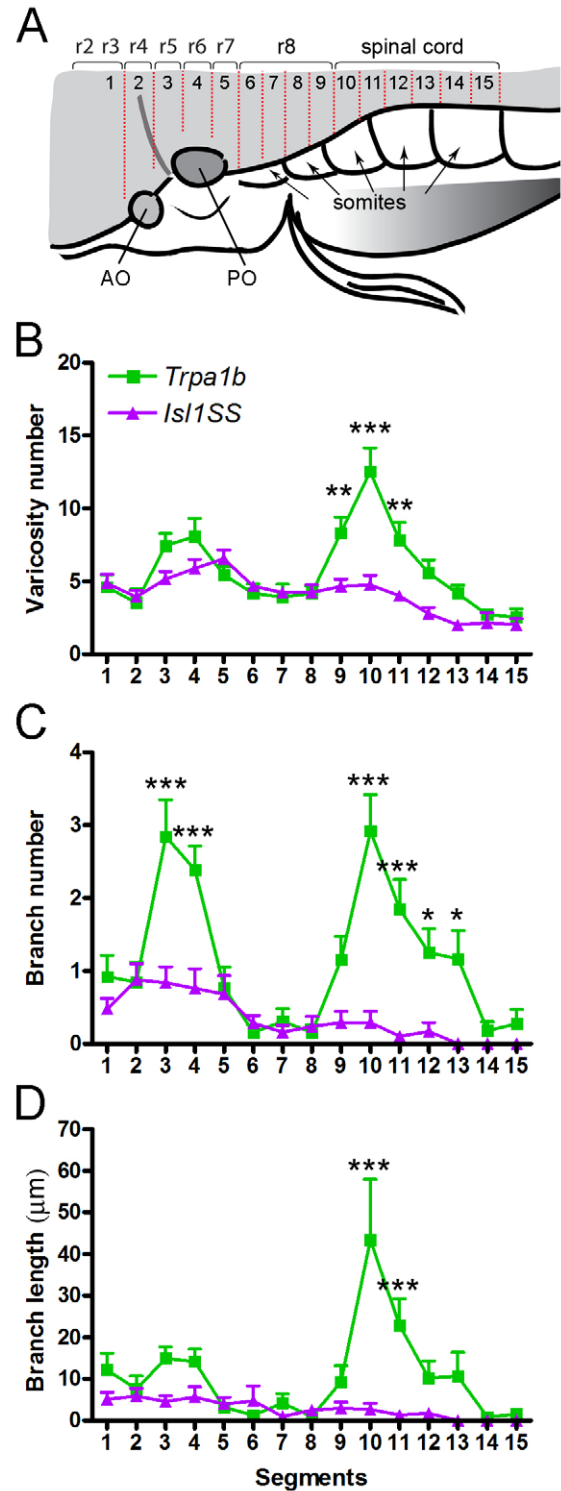 A
r2 r3 r4 r5 r6 r7 r8 spinal cord
1 2 3 4 5 6 7 8 9 10 11 12 13 14 15
somites
AO PO
B
Trpa1b
Isl1SS
Varicosity number
20
15
10
5
0
** *** **
1 2 3 4 5 6 7 8 9 10 11 12 13 14 15
C
Branch number
4
3
2
1
0
*** *** *** *** * *
1 2 3 4 5 6 7 8 9 10 11 12 13 14 15
D
Branch length (μm)
70
60
50
40
30
20
10
0
*** ***
1 2 3 4 5 6 7 8 9 10 11 12 13 14 15
Segments